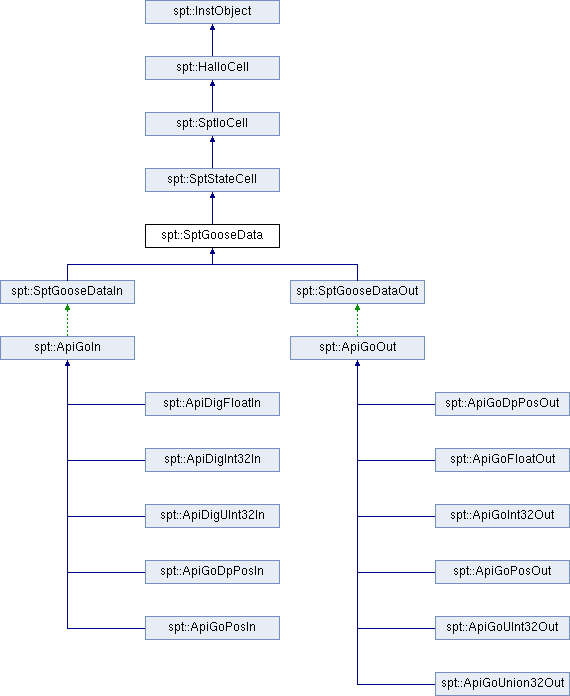 spt::InstObject
spt::HalloCell
spt::SptIoCell
spt::SptStateCell
spt::SptGooseData
spt::SptGooseDataIn
spt::SptGooseDataOut
spt::ApiGoIn
spt::ApiGoOut
spt::ApiDigFloatIn
spt::ApiGoDpPosOut
spt::ApiDigInt32In
spt::ApiGoFloatOut
spt::ApiDigUInt32In
spt::ApiGoInt32Out
spt::ApiGoDpPosIn
spt::ApiGoPosOut
spt::ApiGoPosIn
spt::ApiGoUInt32Out
spt::ApiGoUnion32Out